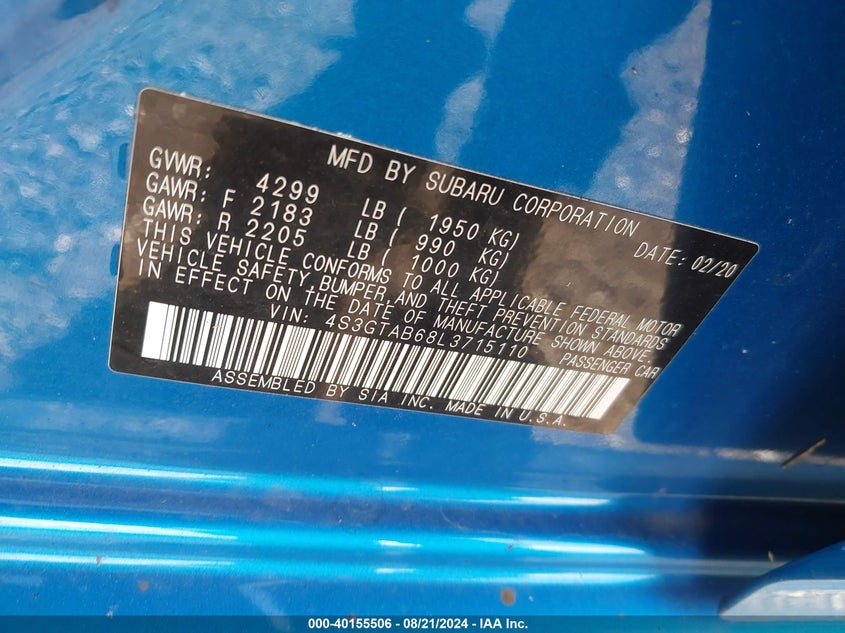 MFD BY SUBARU CORPORATION DATE: 02/20
GVWR: 4299 LB ( 1950 KG)
GAWR: F 2183 LB ( 990 KG)
GAWR: R 2205 LB ( 1000 KG)
THIS VEHICLE CONFORMS TO ALL APPLICABLE FEDERAL MOTOR
VEHICLE SAFETY,BUMPER,AND THEFT PREVENTION STANDARDS
IN EFFECT ON THE DATE OF MANUFACTURE SHOWN ABOVE
VIN: 4S3GTAB68L3715110 PASSENGER CAR
ASSEMBLED BY SIA INC. MADE IN U.S.A.
000-40155506 - 08/21/2024 - IAA Inc.